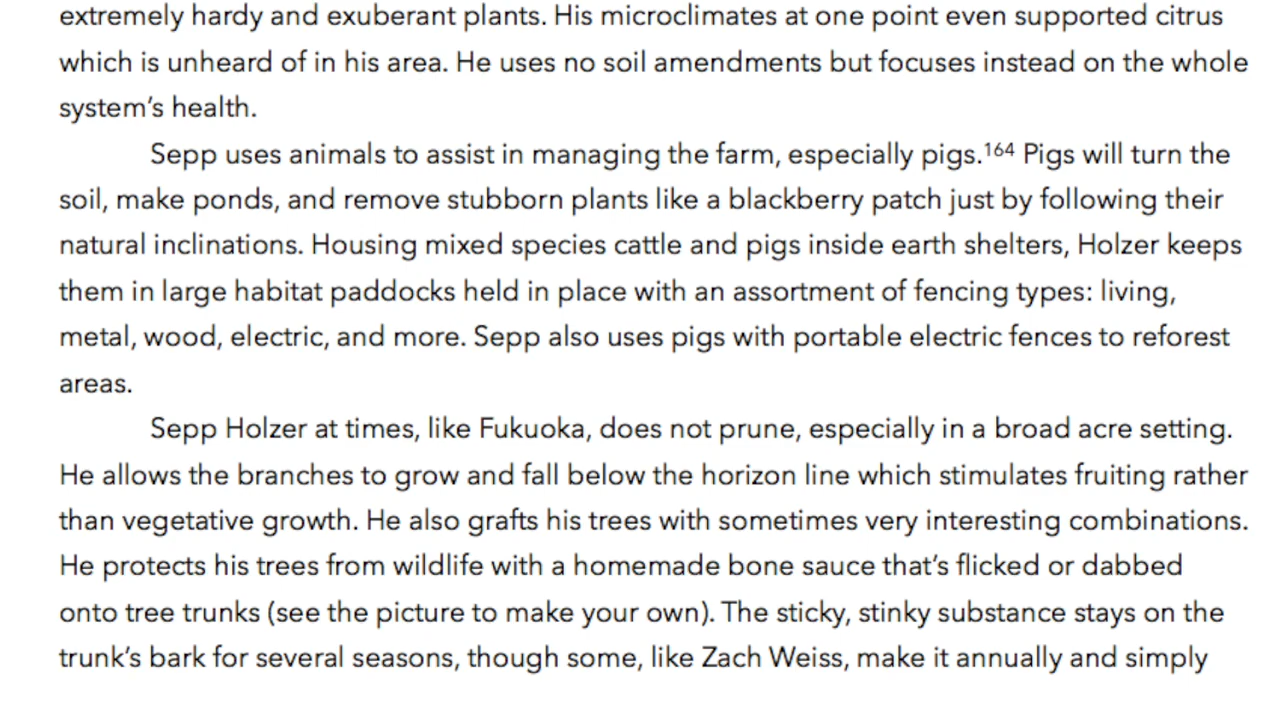 extremely hardy and exuberant plants. His microclimates at one point even supported citrus
which is unheard of in his area. He uses no soil amendments but focuses instead on the whole
system’s health.
Sepp uses animals to assist in managing the farm, especially pigs.¹⁶⁴ Pigs will turn the
soil, make ponds, and remove stubborn plants like a blackberry patch just by following their
natural inclinations. Housing mixed species cattle and pigs inside earth shelters, Holzer keeps
them in large habitat paddocks held in place with an assortment of fencing types: living,
metal, wood, electric, and more. Sepp also uses pigs with portable electric fences to reforest
areas.
Sepp Holzer at times, like Fukuoka, does not prune, especially in a broad acre setting.
He allows the branches to grow and fall below the horizon line which stimulates fruiting rather
than vegetative growth. He also grafts his trees with sometimes very interesting combinations.
He protects his trees from wildlife with a homemade bone sauce that’s flicked or dabbed
onto tree trunks (see the picture to make your own). The sticky, stinky substance stays on the
trunk’s bark for several seasons, though some, like Zach Weiss, make it annually and simply